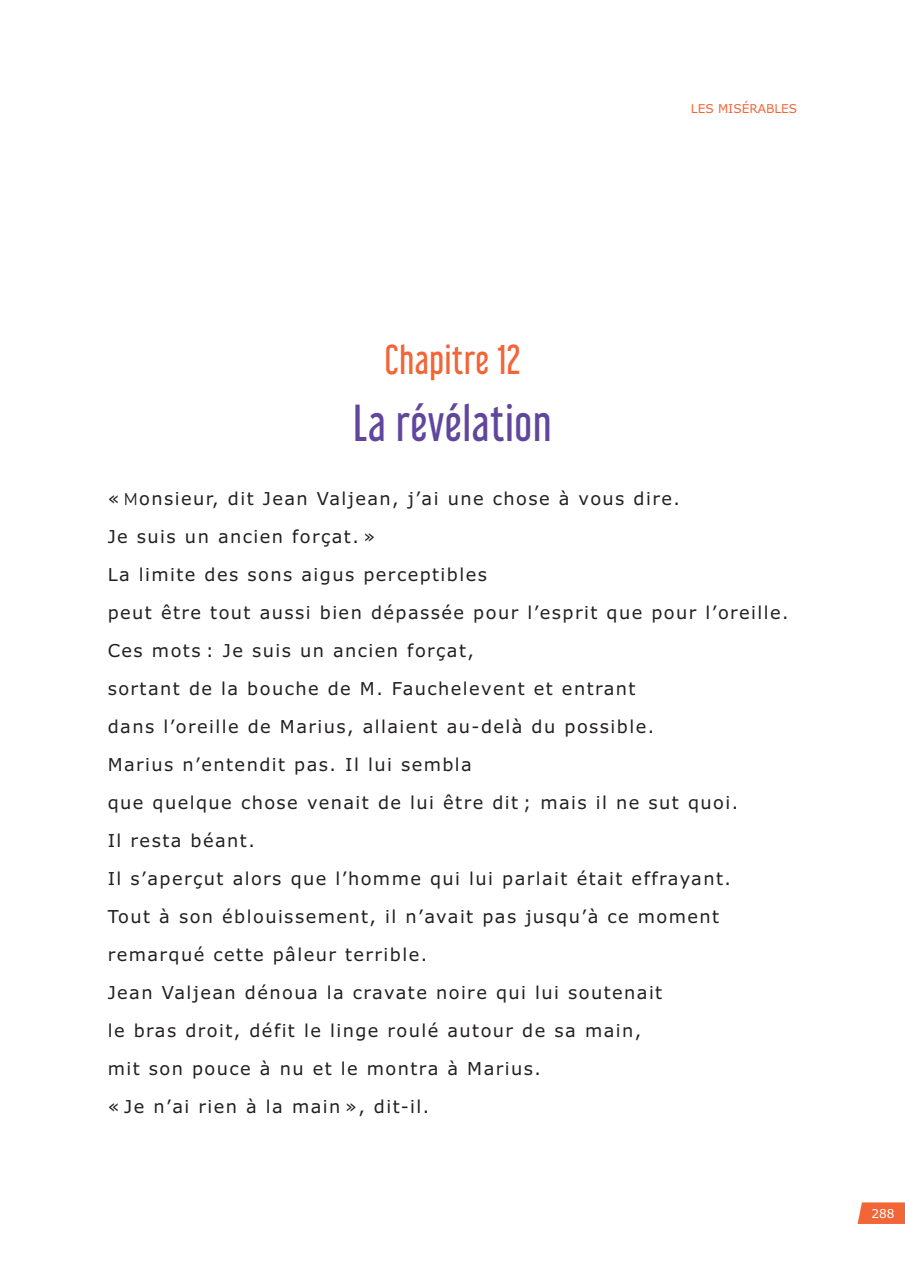 LES MISÉRABLES
Chapitre 12
La révélation
« Monsieur, dit Jean Valjean, j’ai une chose à vous dire.
Je suis un ancien forçat. »
La limite des sons aigus perceptibles
peut être tout aussi bien dépassée pour l’esprit que pour l’oreille.
Ces mots : Je suis un ancien forçat,
sortant de la bouche de M. Fauchelevent et entrant
dans l’oreille de Marius, allaient au-delà du possible.
Marius n’entendit pas. Il lui sembla
que quelque chose venait de lui être dit ; mais il ne sut quoi.
Il resta béant.
Il s’aperçut alors que l’homme qui lui parlait était effrayant.
Tout à son éblouissement, il n’avait pas jusqu’à ce moment
remarqué cette pâleur terrible.
Jean Valjean dénoua la cravate noire qui lui soutenait
le bras droit, défit le linge roulé autour de sa main,
mit son pouce à nu et le montra à Marius.
« Je n’ai rien à la main », dit-il.
288